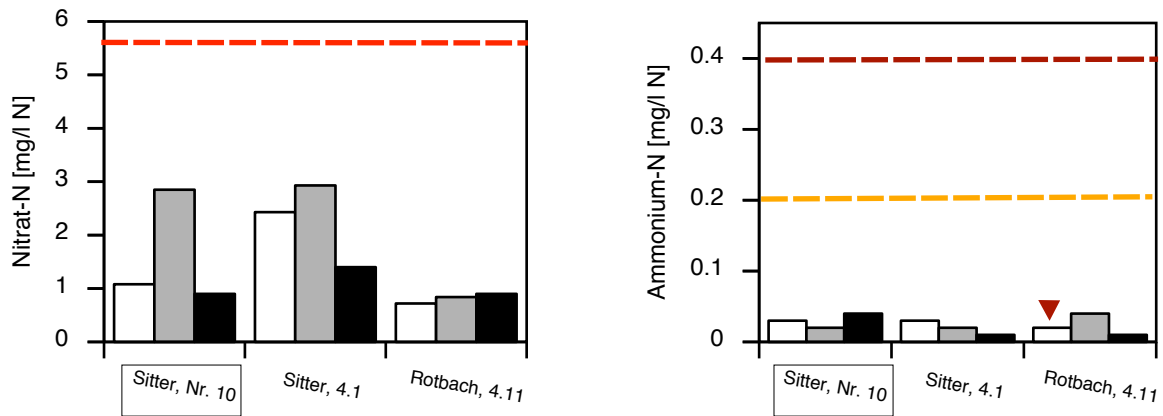 Nitrat-N [mg/l N]
6
5
4
3
2
1
0
Sitter, Nr. 10
Sitter, 4.1
Rotbach, 4.11
Ammonium-N [mg/l N]
0.4
0.3
0.2
0.1
0
Sitter, Nr. 10
Sitter, 4.1
Rotbach, 4.11